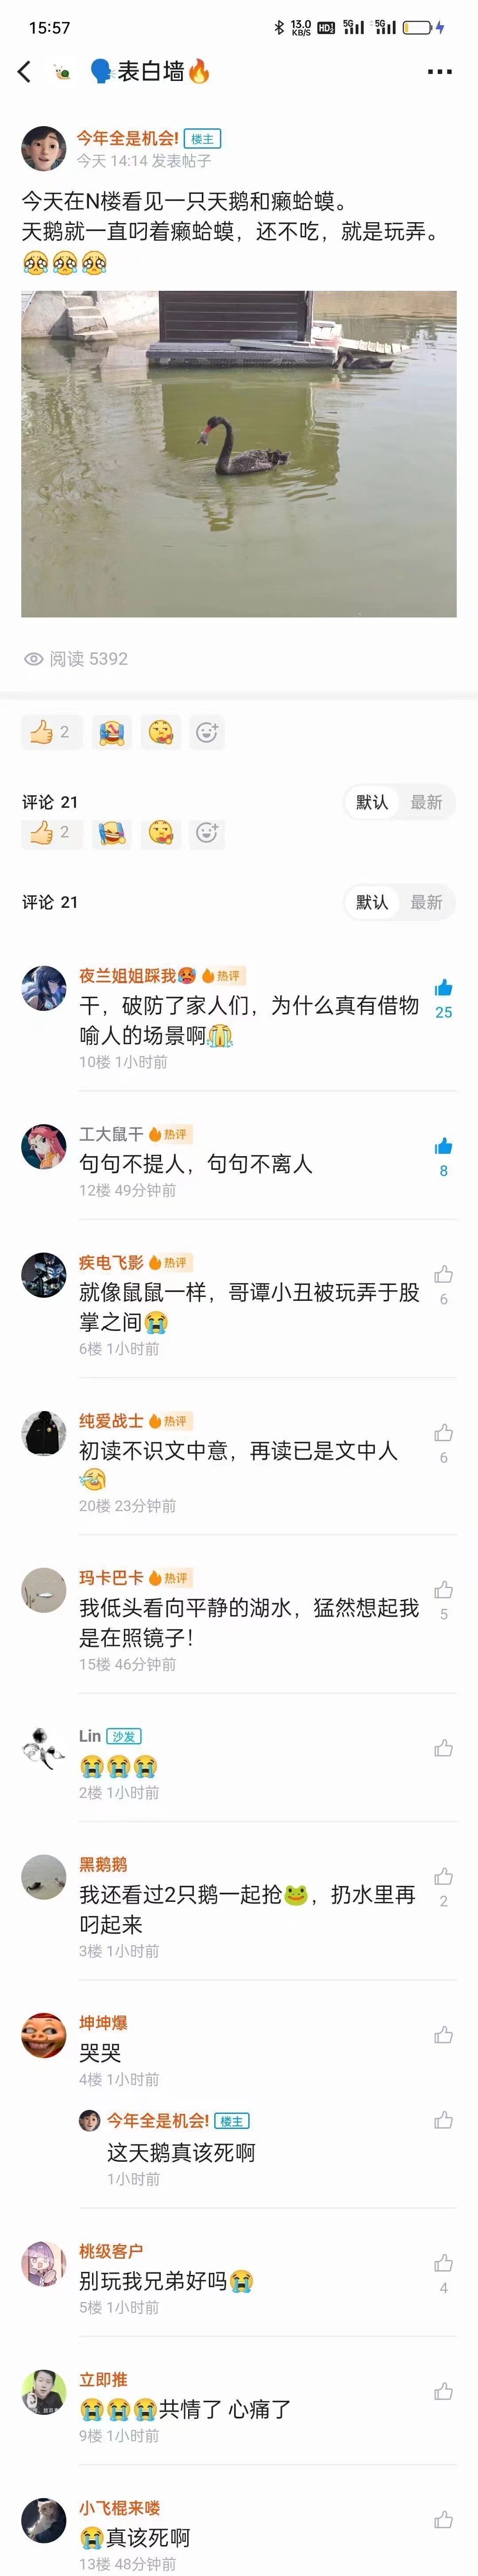 15:57
13.0
KB/S
HD
5G
5G
🗣️表白墙🔥
今年全是机会! 楼主
今天 14:14 发表帖子
今天在N楼看见一只天鹅和癞蛤蟆。
天鹅就一直叼着癞蛤蟆，还不吃，就是玩弄。
🥹🥹🥹
阅读 5392
2
评论 21
默认 最新
2
评论 21
默认 最新
夜兰姐姐踩我🥵 热评
干，破防了家人们，为什么真有借物
喻人的场景啊😭
25
10楼 1小时前
工大鼠干 热评
句句不提人，句句不离人
8
12楼 49分钟前
疾电飞影 热评
就像鼠鼠一样，哥谭小丑被玩弄于股
掌之间😭
6
6楼 1小时前
纯爱战士 热评
初读不识文中意，再读已是文中人
6
20楼 23分钟前
玛卡巴卡 热评
我低头看向平静的湖水，猛然想起我
是在照镜子！
5
15楼 46分钟前
Lin 沙发
😭😭😭
2楼 1小时前
黑鹅鹅
我还看过2只鹅一起抢🐸，扔水里再
叼起来
2
3楼 1小时前
坤坤爆
哭哭
4楼 1小时前
今年全是机会! 楼主
这天鹅真该死啊
1小时前
桃级客户
别玩我兄弟好吗😭
4
5楼 1小时前
立即推
😭😭😭共情了 心痛了
9楼 1小时前
小飞棍来喽
😭真该死啊
13楼 48分钟前